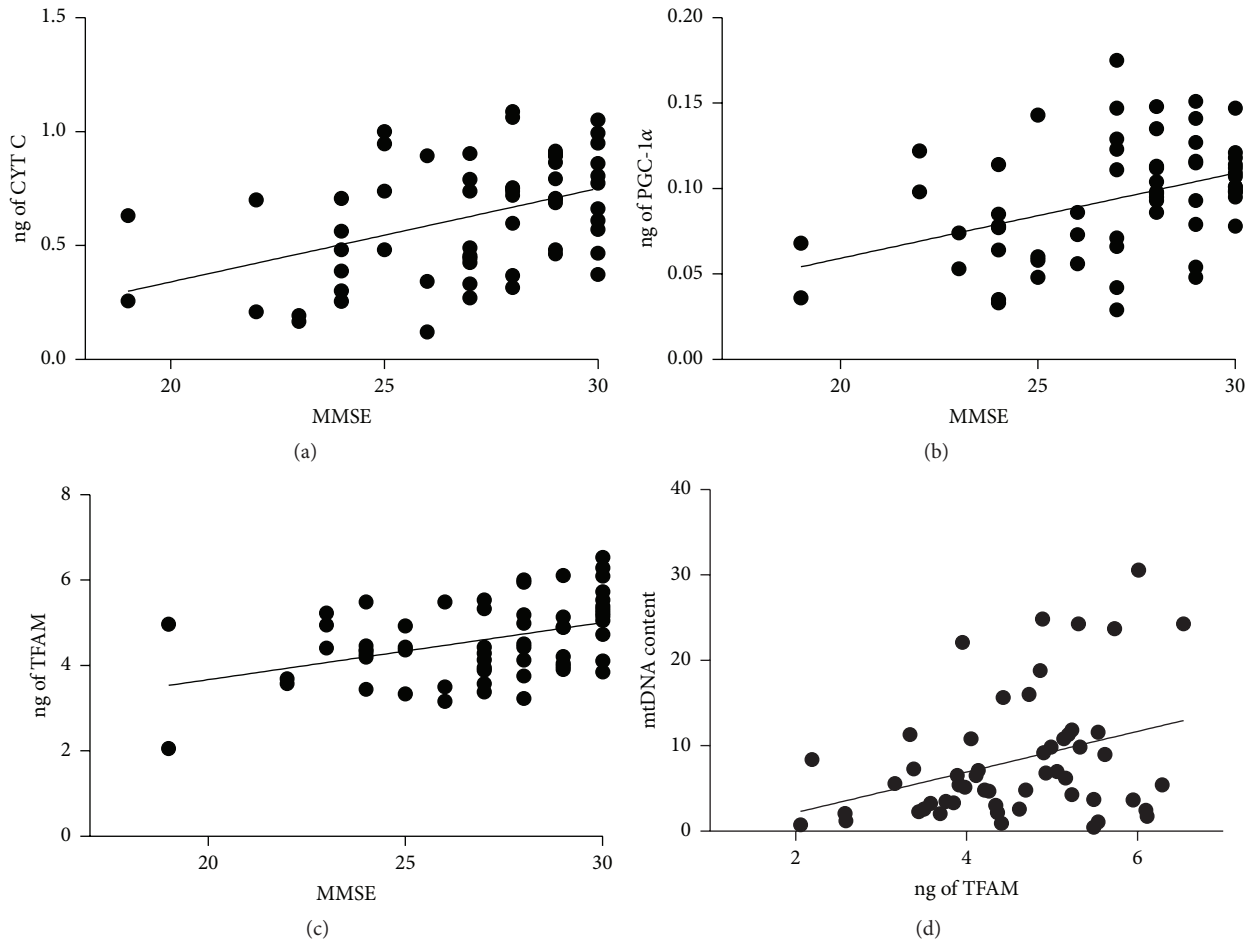 1.5
1.0
0.5
0.0
ng of CYT C
20
25
30
MMSE
(a)
0.20
0.15
0.10
0.05
0.00
ng of PGC-1α
20
25
30
MMSE
(b)
8
6
4
2
0
ng of TFAM
20
25
30
MMSE
(c)
40
30
20
10
0
mtDNA content
2
4
6
ng of TFAM
(d)